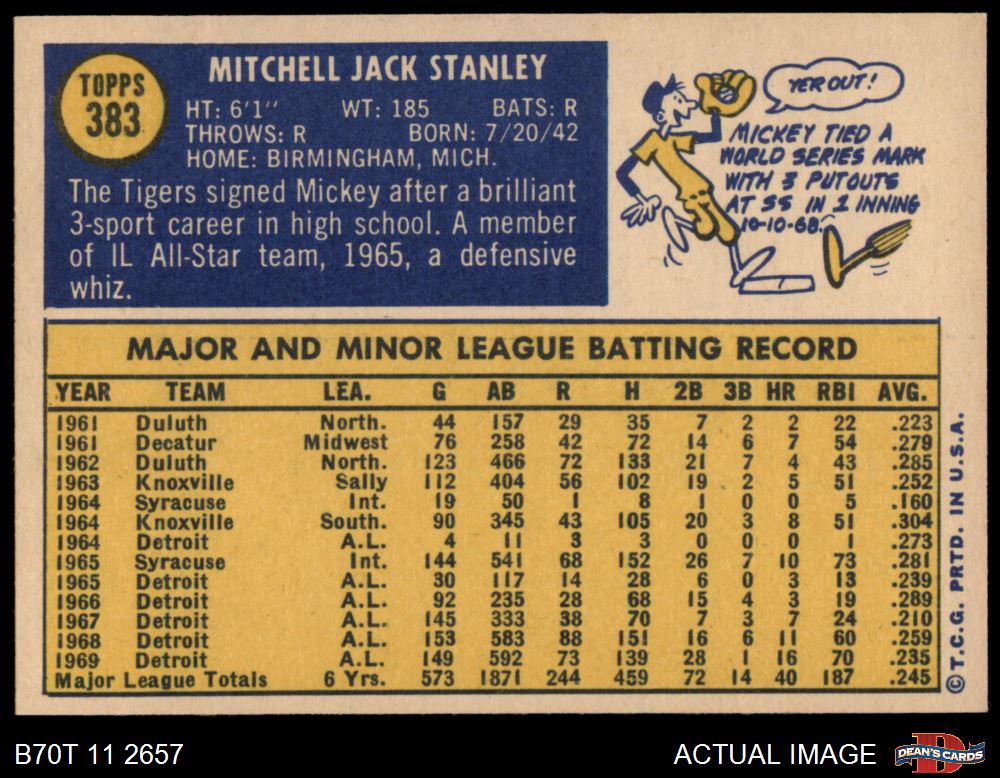 TOPPS
383
MITCHELL JACK STANLEY
HT: 6'1" WT: 185 BATS: R
THROWS: R BORN: 7/20/42
HOME: BIRMINGHAM, MICH.
The Tigers signed Mickey after a brilliant
3-sport career in high school. A member
of IL All-Star team, 1965, a defensive
whiz.
YER OUT!
MICKEY TIED A
WORLD SERIES MARK
WITH 3 PUTOUTS
AT SS IN 1 INNING
10-10-68.
MAJOR AND MINOR LEAGUE BATTING RECORD
YEAR TEAM LEA. G AB R H 2B 3B HR RBI AVG.
1961 Duluth North. 44 157 29 35 7 2 2 22 .223
1961 Decatur Midwest 76 258 42 72 14 6 7 54 .279
1962 Duluth North. 123 466 72 133 21 7 4 43 .285
1963 Knoxville Sally 112 404 56 102 19 2 5 51 .252
1964 Syracuse Int. 19 50 1 8 1 0 0 5 .160
1964 Knoxville South. 90 345 43 105 20 3 8 51 .304
1964 Detroit A.L. 4 11 3 3 0 0 0 1 .273
1965 Syracuse Int. 144 541 68 152 26 7 10 73 .281
1965 Detroit A.L. 30 117 14 28 6 0 3 13 .239
1966 Detroit A.L. 92 235 28 68 15 4 3 19 .289
1967 Detroit A.L. 145 333 38 70 7 3 7 24 .210
1968 Detroit A.L. 153 583 88 151 16 6 11 60 .259
1969 Detroit A.L. 149 592 73 139 28 1 16 70 .235
Major League Totals 6 Yrs. 573 1871 244 459 72 14 40 187 .245
© T.C.G. PRTD. IN U.S.A.
B70T 11 2657
ACTUAL IMAGE
DEAN'S CARDS